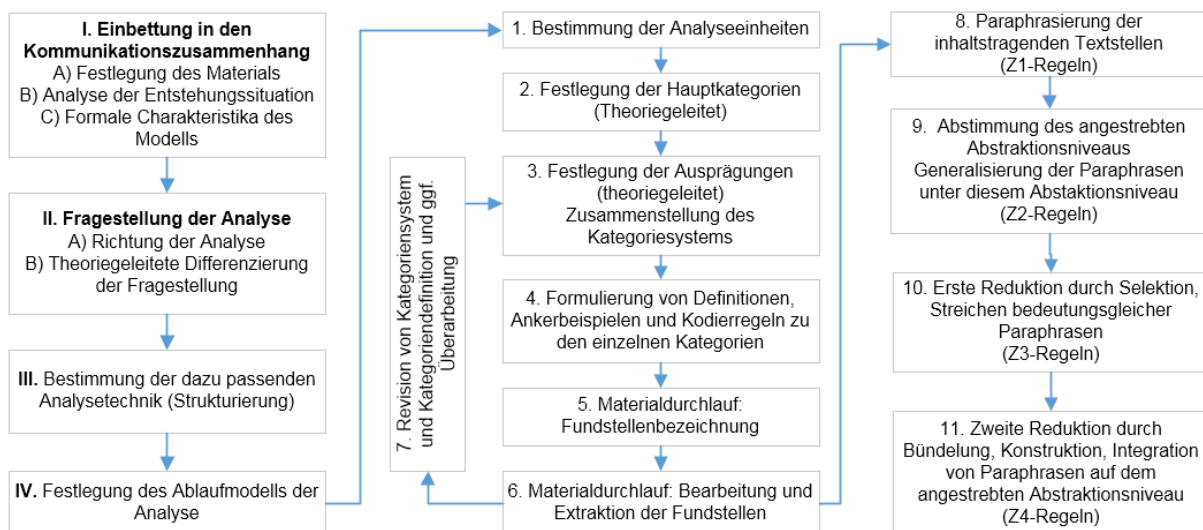 I. Einbettung in den
Kommunikationszusammenhang
A) Festlegung des Materials
B) Analyse der Entstehungssituation
C) Formale Charakteristika des
Modells
II. Fragestellung der Analyse
A) Richtung der Analyse
B) Theoriegeleitete Differenzierung
der Fragestellung
III. Bestimmung der dazu passenden
Analysetechnik (Strukturierung)
IV. Festlegung des Ablaufmodells der
Analyse
1. Bestimmung der Analyseeinheiten
2. Festlegung der Hauptkategorien
(Theoriegeleitet)
3. Festlegung der Ausprägungen
(theoriegeleitet)
Zusammenstellung des
Kategoriesystems
4. Formulierung von Definitionen,
Ankerbeispielen und Kodierregeln zu
den einzelnen Kategorien
5. Materialdurchlauf:
Fundstellenbezeichnung
6. Materialdurchlauf: Bearbeitung und
Extraktion der Fundstellen
7. Revision von Kategoriensystem
und Kategoriendefinition und ggf.
Überarbeitung
8. Paraphrasierung der
inhaltstragenden Textstellen
(Z1-Regeln)
9. Abstimmung des angestrebten
Abstraktionsniveaus
Generalisierung der Paraphrasen
unter diesem Abstaktionsniveau
(Z2-Regeln)
10. Erste Reduktion durch Selektion,
Streichen bedeutungsgleicher
Paraphrasen
(Z3-Regeln)
11. Zweite Reduktion durch
Bündelung, Konstruktion, Integration
von Paraphrasen auf dem
angestrebten Abstraktionsniveau
(Z4-Regeln)